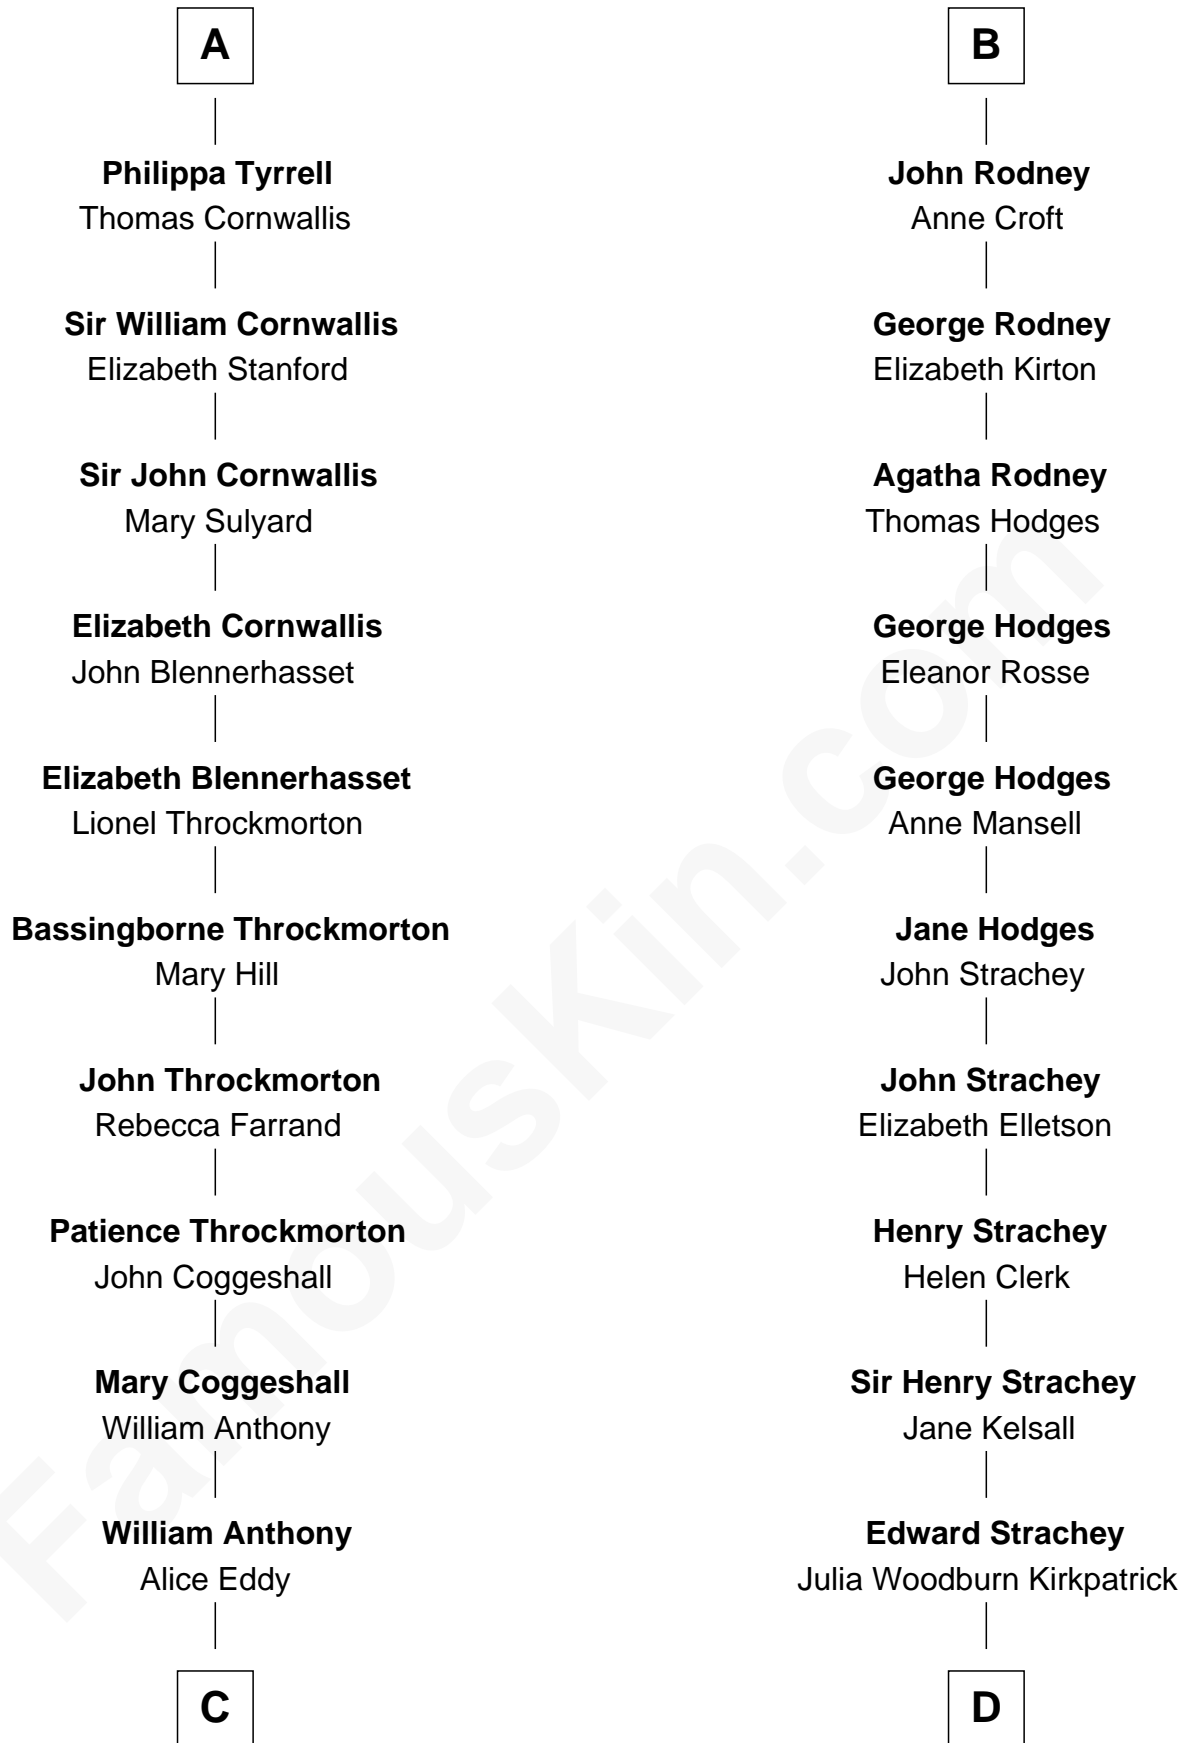 A
Philippa Tyrrell
Thomas Cornwallis
Sir William Cornwallis
Elizabeth Stanford
Sir John Cornwallis
Mary Sulyard
Elizabeth Cornwallis
John Blennerhasset
Elizabeth Blennerhasset
Lionel Throckmorton
Bassingborne Throckmorton
Mary Hill
John Throckmorton
Rebecca Farrand
Patience Throckmorton
John Coggeshall
Mary Coggeshall
William Anthony
William Anthony
Alice Eddy
C
B
John Rodney
Anne Croft
George Rodney
Elizabeth Kirton
Agatha Rodney
Thomas Hodges
George Hodges
Eleanor Rosse
George Hodges
Anne Mansell
Jane Hodges
John Strachey
John Strachey
Elizabeth Elletson
Henry Strachey
Helen Clerk
Sir Henry Strachey
Jane Kelsall
Edward Strachey
Julia Woodburn Kirkpatrick
D
FamousKin.com